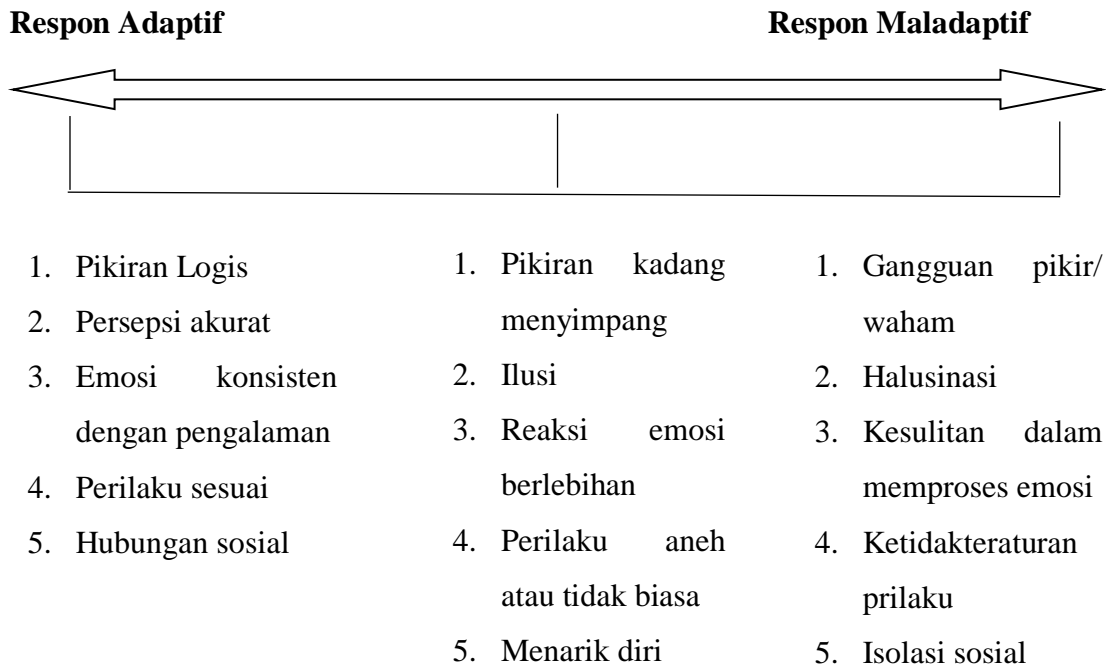 Respon Adaptif
Respon Maladaptif
1. Pikiran Logis
2. Persepsi akurat
3. Emosi konsisten
dengan pengalaman
4. Perilaku sesuai
5. Hubungan sosial
1. Pikiran kadang
menyimpang
2. Ilusi
3. Reaksi emosi
berlebihan
4. Perilaku aneh
atau tidak biasa
5. Menarik diri
1. Gangguan pikir/
waham
2. Halusinasi
3. Kesulitan dalam
memproses emosi
4. Ketidakteraturan
prilaku
5. Isolasi sosial